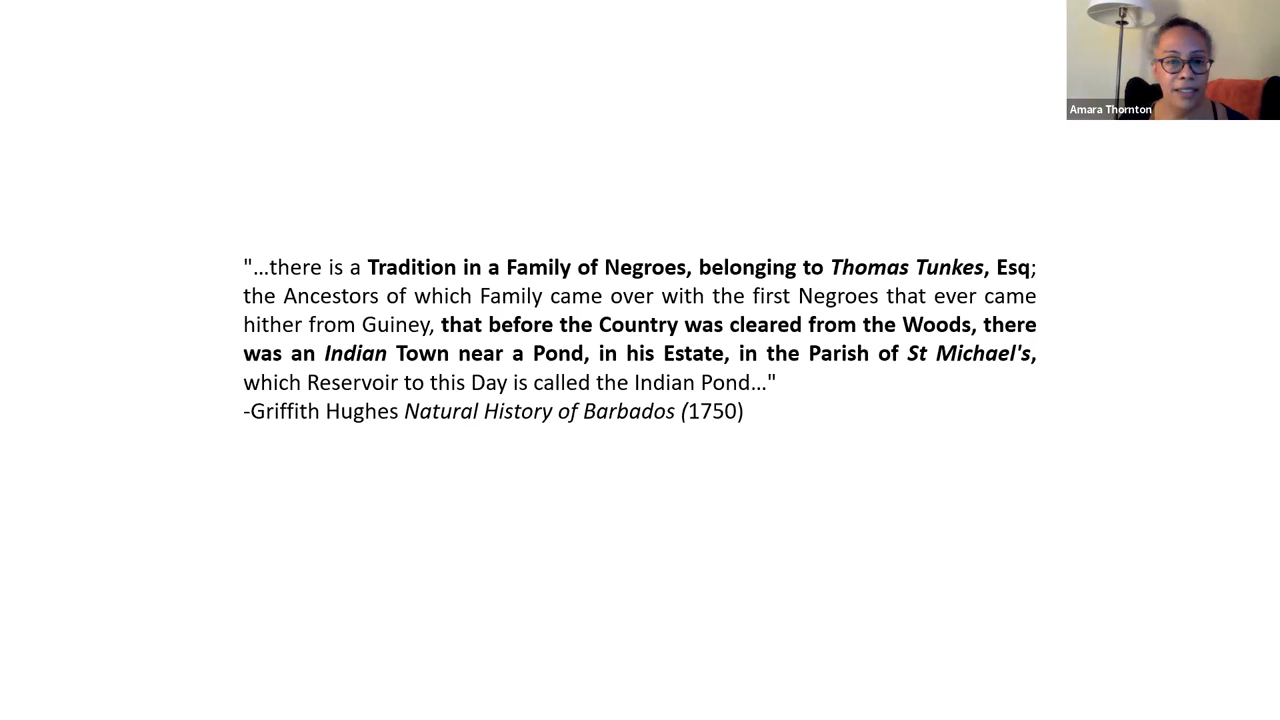 Amara Thornton
"…there is a Tradition in a Family of Negroes, belonging to Thomas Tunkes, Esq;
the Ancestors of which Family came over with the first Negroes that ever came
hither from Guiney, that before the Country was cleared from the Woods, there
was an Indian Town near a Pond, in his Estate, in the Parish of St Michael's,
which Reservoir to this Day is called the Indian Pond…"
-Griffith Hughes Natural History of Barbados (1750)